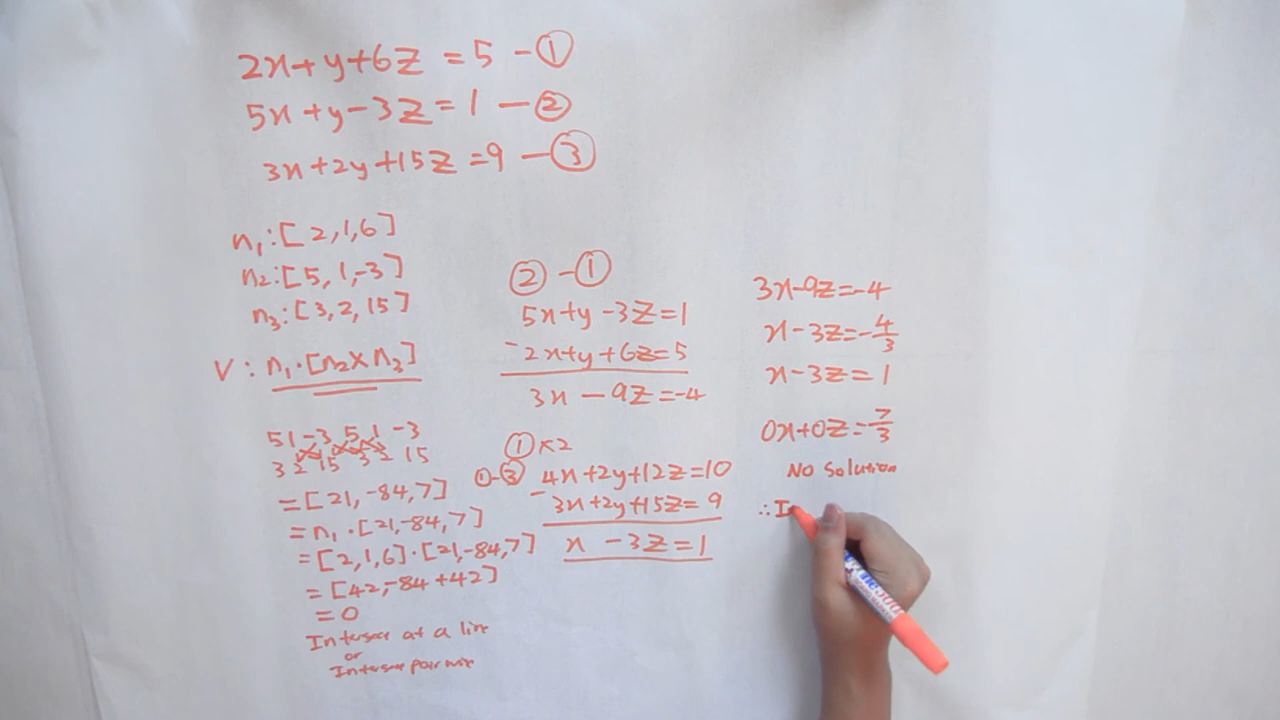 2x+y+6z=5 -①
5x+y-3z=1 -②
3x+2y+15z=9 -③
n₁:[2,1,6]
n₂:[5,1,-3]
n₃:[3,2,15]
V: n₁·[n₂×n₃]
51-3 5 1 -3
3 2 15 3 2 15
=[21,-84,7]
=n₁·[21,-84,7]
=[2,1,6]·[21,-84,7]
=[42,-84+42]
=0
Intersec at a line
or
Intersec pair wise
②-①
5x+y-3z=1
-2x+y+6z=5
3x-9z=-4
①×2
①-③ 4x+2y+12z=10
-3x+2y+15z=9
x-3z=1
3x-9z=-4
x-3z=-4/3
x-3z=1
0x+0z=-7/3
No Solution
∴I